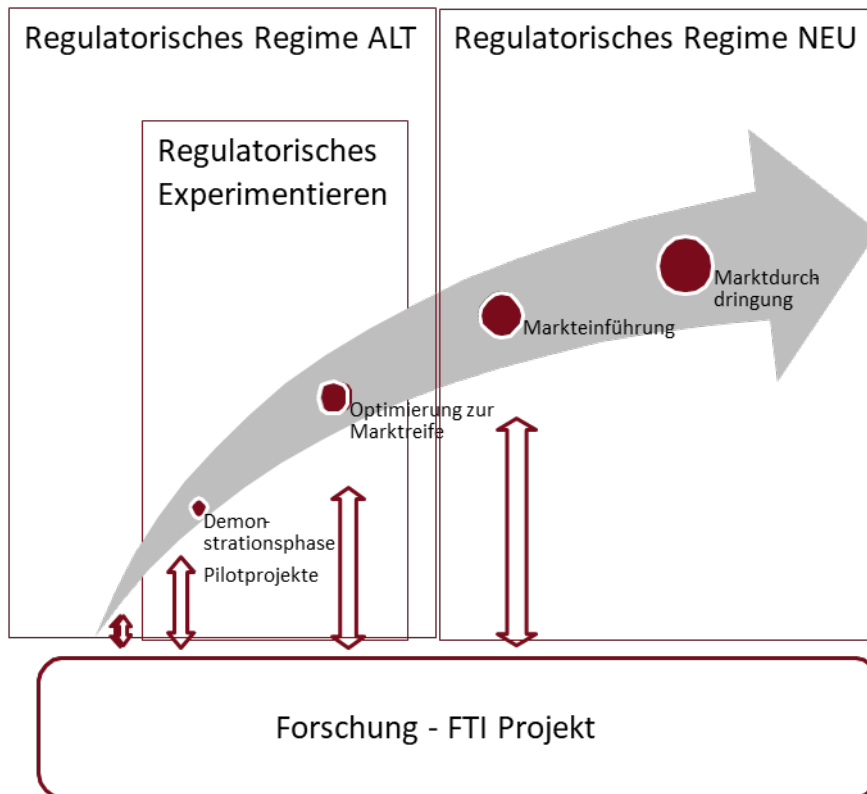 Regulatorisches Regime ALT
Regulatorisches Regime NEU
Regulatorisches
Experimentieren
Marktdurch-
dringung
Markteinführung
Optimierung zur
Marktreife
Demon-
strationsphase
Pilotprojekte
Forschung - FTI Projekt